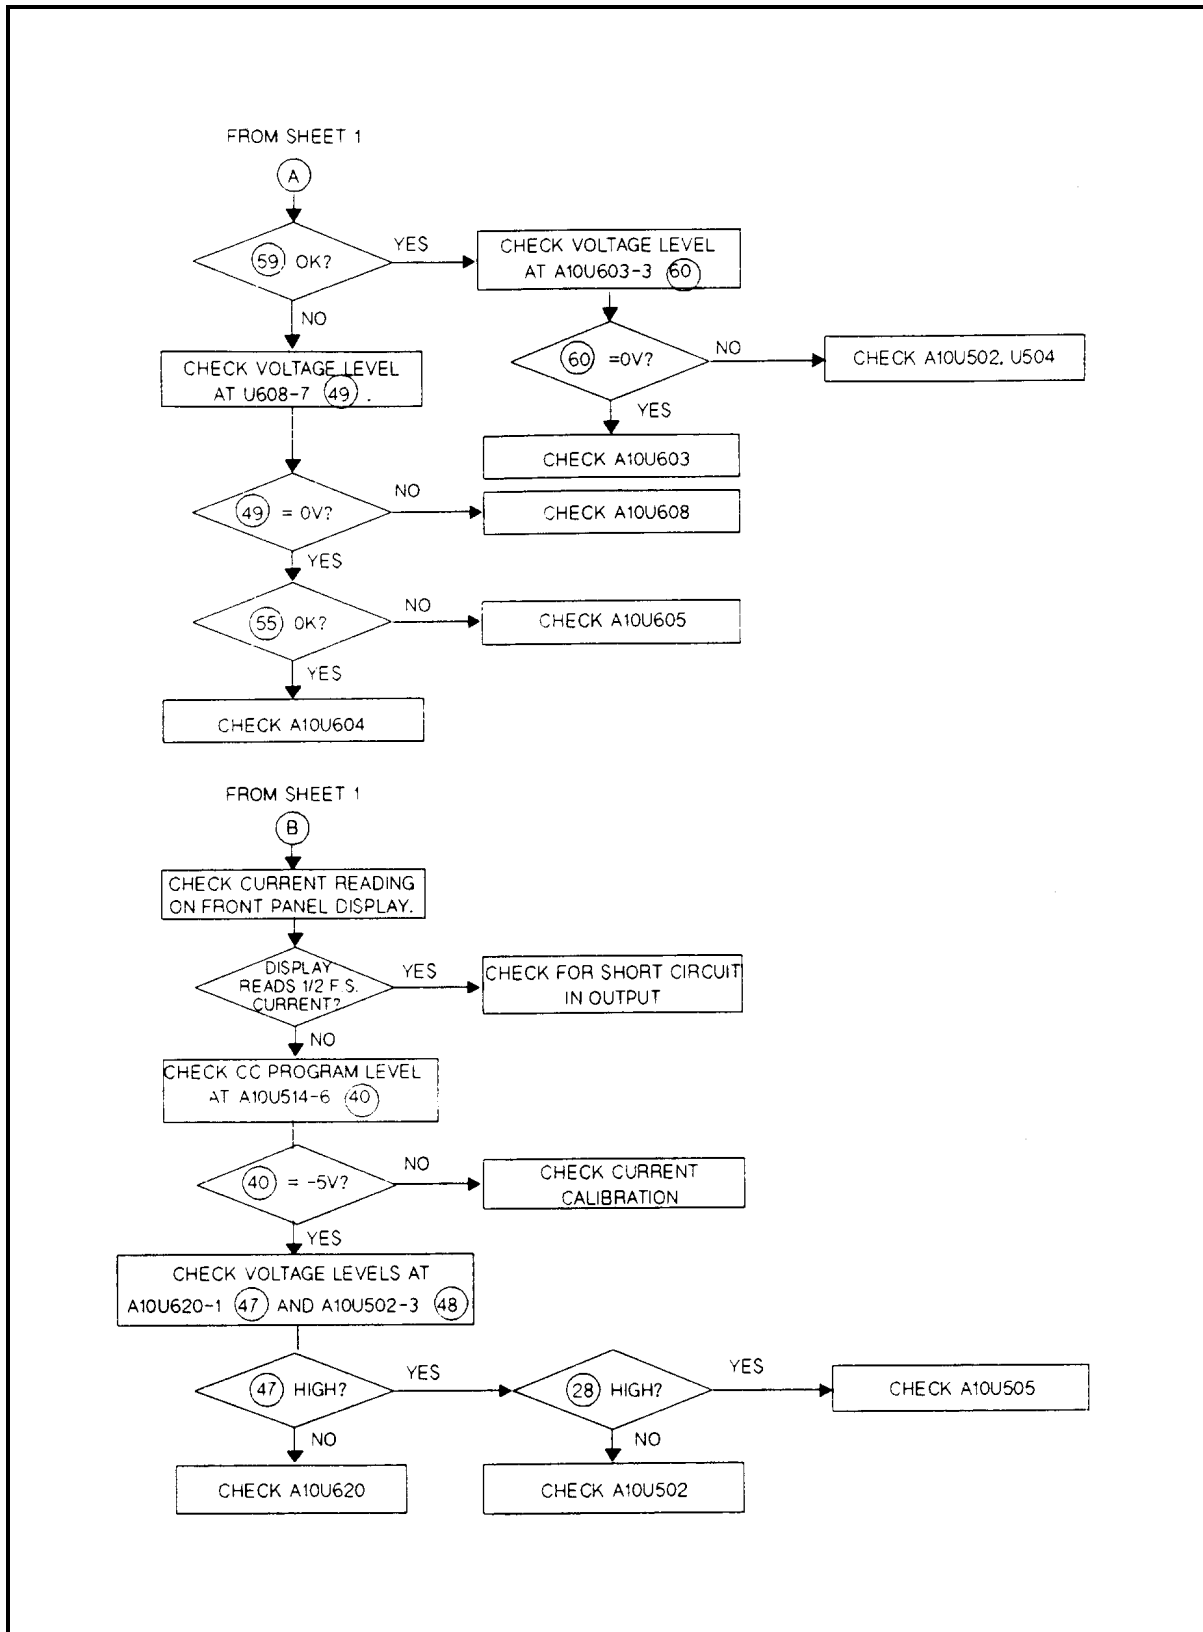 FROM SHEET 1
A
59 OK?
YES
NO
CHECK VOLTAGE LEVEL
AT A10U603-3 60
60 =0V?
NO
CHECK A10U502. U504
YES
CHECK A10U603
CHECK VOLTAGE LEVEL
AT U608-7 49 .
49 = 0V?
NO
CHECK A10U608
YES
55 OK?
NO
CHECK A10U605
YES
CHECK A10U604
FROM SHEET 1
B
CHECK CURRENT READING
ON FRONT PANEL DISPLAY.
DISPLAY
READS 1/2 F.S.
CURRENT?
YES
CHECK FOR SHORT CIRCUIT
IN OUTPUT
NO
CHECK CC PROGRAM LEVEL
AT A10U514-6 40
40 = -5V?
NO
CHECK CURRENT
CALIBRATION
YES
CHECK VOLTAGE LEVELS AT
A10U620-1 47 AND A10U502-3 48
47 HIGH?
YES
28 HIGH?
YES
CHECK A10U505
NO
CHECK A10U620
NO
CHECK A10U502